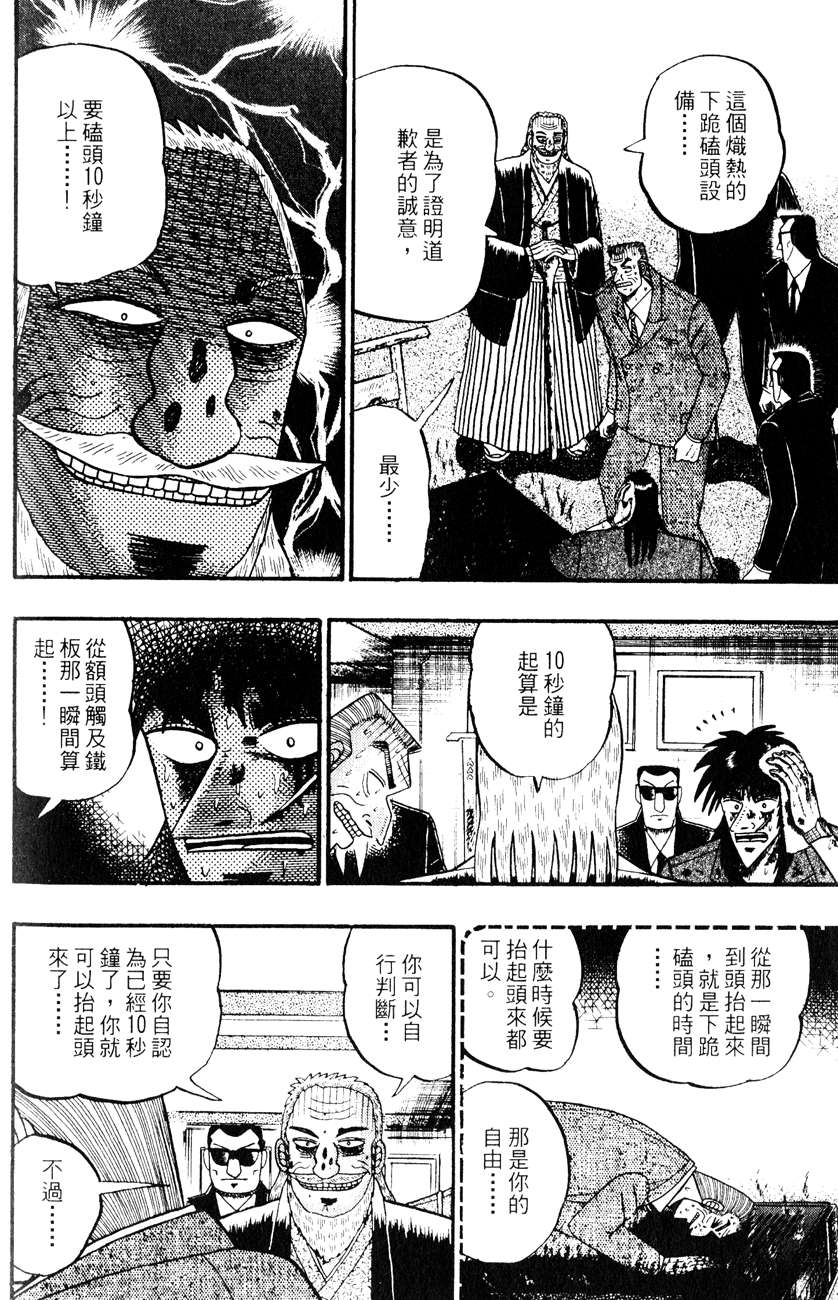 這個熾熱的
下跪磕頭設
備……
是為了證明道
歉者的誠意，
最少……
要磕頭10秒鐘
以上……！
10秒鐘的
起算是
從額頭觸及鐵
板那一瞬間算
起……！
從那一瞬間
到頭抬起來
，就是下跪
磕頭的時間
……
什麼時候要
抬起頭來都
可以。
那是你的
自由……
你可以自
行判斷…
只要你自認
為已經10秒
鐘了，你就
可以抬起頭
來了……
不過……